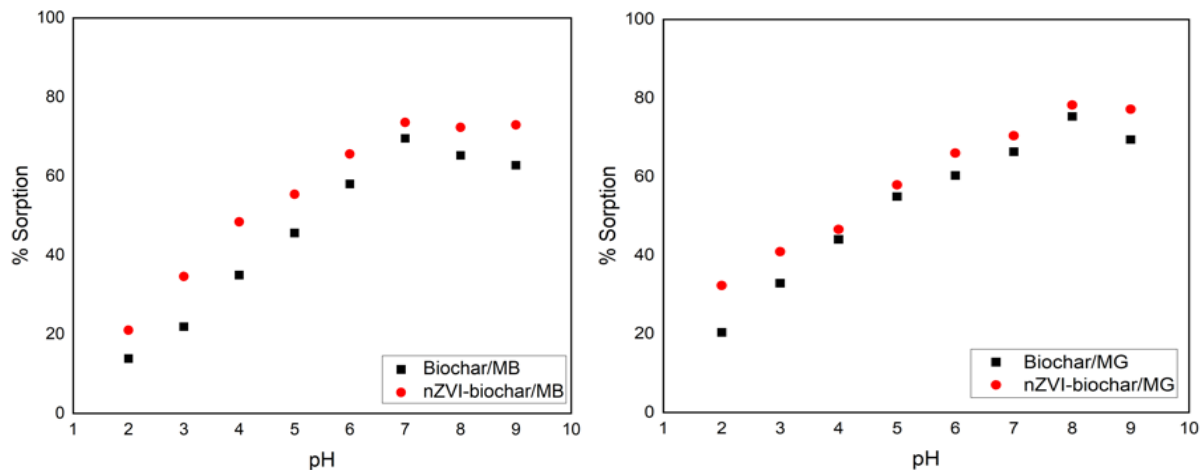 100
80
60
40
20
0
% Sorption
Biochar/MB
nZVI-biochar/MB
1 2 3 4 5 6 7 8 9 10
pH
100
80
60
40
20
0
% Sorption
Biochar/MG
nZVI-biochar/MG
1 2 3 4 5 6 7 8 9 10
pH